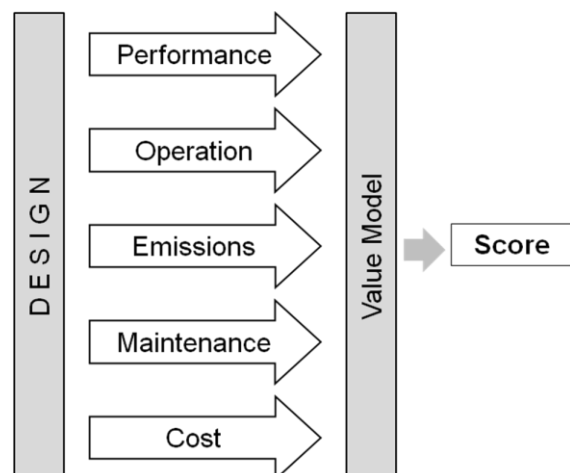 DESIGN
Performance
Operation
Emissions
Maintenance
Cost
Value Model
Score